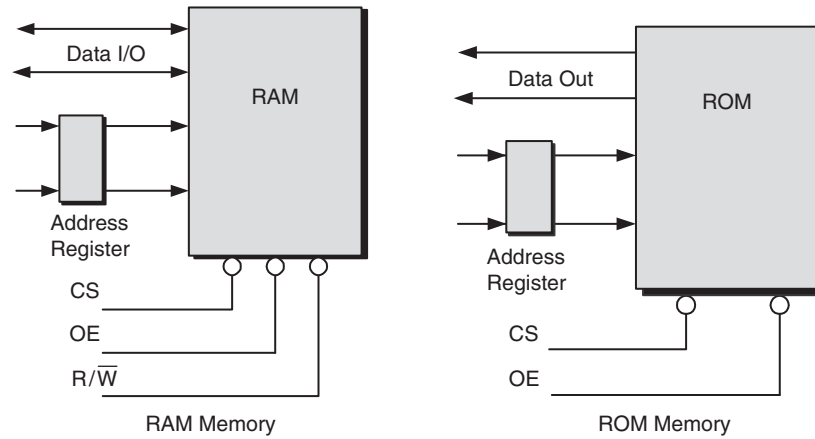 Data I/O
RAM
Address
Register
CS
OE
R/W̅
RAM Memory
Data Out
ROM
Address
Register
CS
OE
ROM Memory